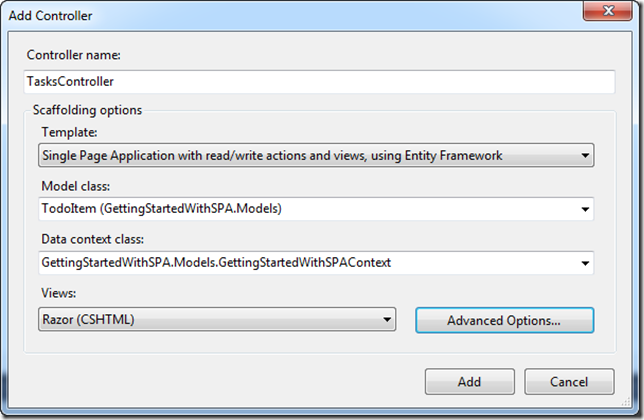 Add Controller
Controller name:
TasksController
Scaffolding options
Template:
Single Page Application with read/write actions and views, using Entity Framework
Model class:
TodoItem (GettingStartedWithSPA.Models)
Data context class:
GettingStartedWithSPA.Models.GettingStartedWithSPAContext
Views:
Razor (CSHTML)
Advanced Options...
Add
Cancel